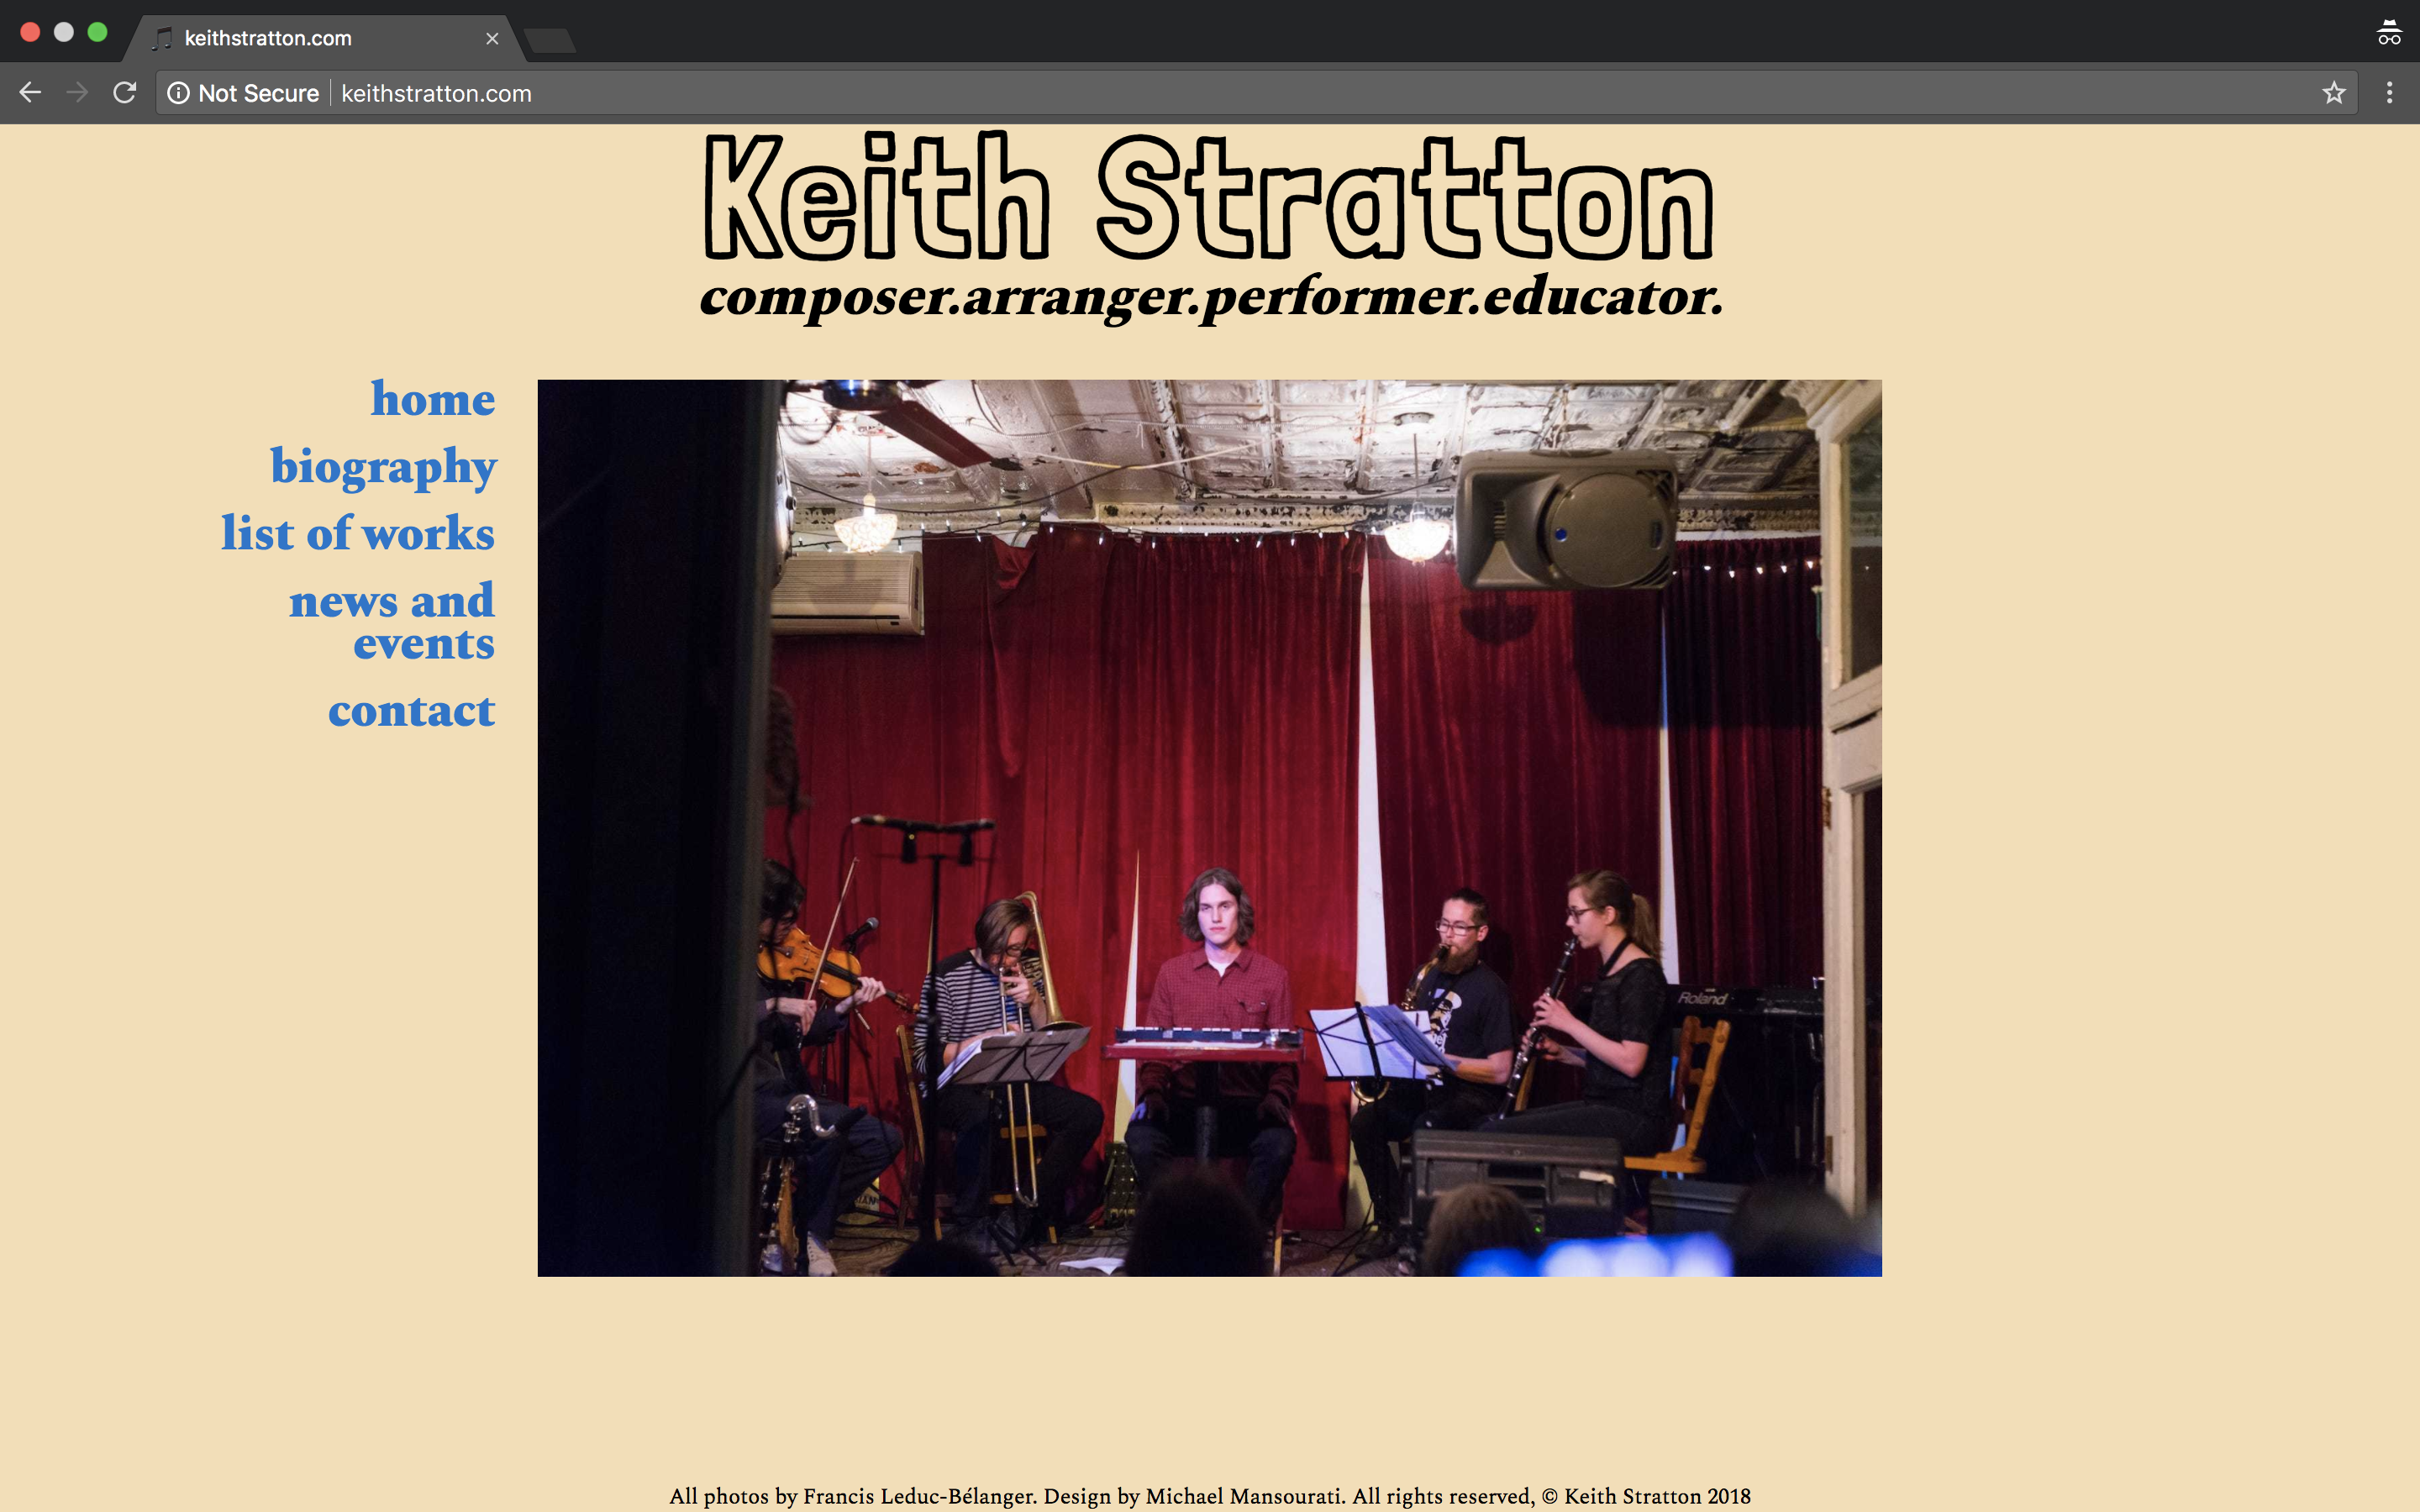 keithstratton.com
Not Secure
keithstratton.com
Keith Stratton
composer.arranger.performer.educator.
home
biography
list of works
news and
events
contact
Roland
All photos by Francis Leduc-Bélanger. Design by Michael Mansourati. All rights reserved, © Keith Stratton 2018